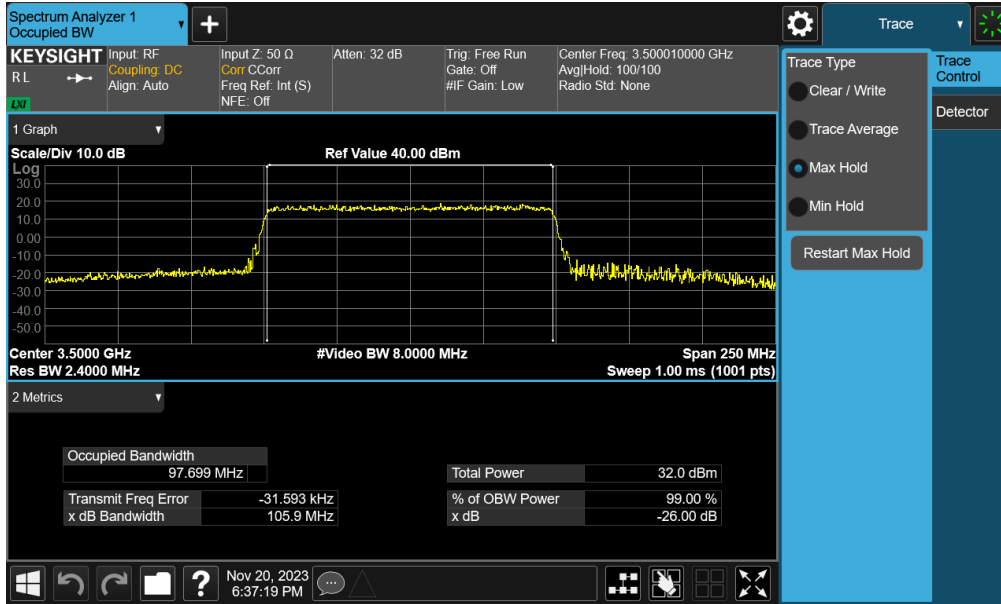 Spectrum Analyzer 1
Occupied BW
+
Trace
KEYSIGHT
R L
LXI
Input: RF
Coupling: DC
Align: Auto
Input Z: 50 Ω
Corr CCorr
Freq Ref: Int (S)
NFE: Off
Atten: 32 dB
Trig: Free Run
Gate: Off
#IF Gain: Low
Center Freq: 3.500010000 GHz
Avg|Hold: 100/100
Radio Std: None
1 Graph
Scale/Div 10.0 dB
Ref Value 40.00 dBm
Log
30.0
20.0
10.0
0.00
-10.0
-20.0
-30.0
-40.0
-50.0
Center 3.5000 GHz
#Video BW 8.0000 MHz
Span 250 MHz
Res BW 2.4000 MHz
Sweep 1.00 ms (1001 pts)
2 Metrics
Occupied Bandwidth
97.699 MHz
Total Power 32.0 dBm
Transmit Freq Error -31.593 kHz
% of OBW Power 99.00 %
x dB Bandwidth 105.9 MHz
x dB -26.00 dB
Trace Type
Clear / Write
Trace Average
Max Hold
Min Hold
Restart Max Hold
Trace
Control
Detector
?
Nov 20, 2023
6:37:19 PM